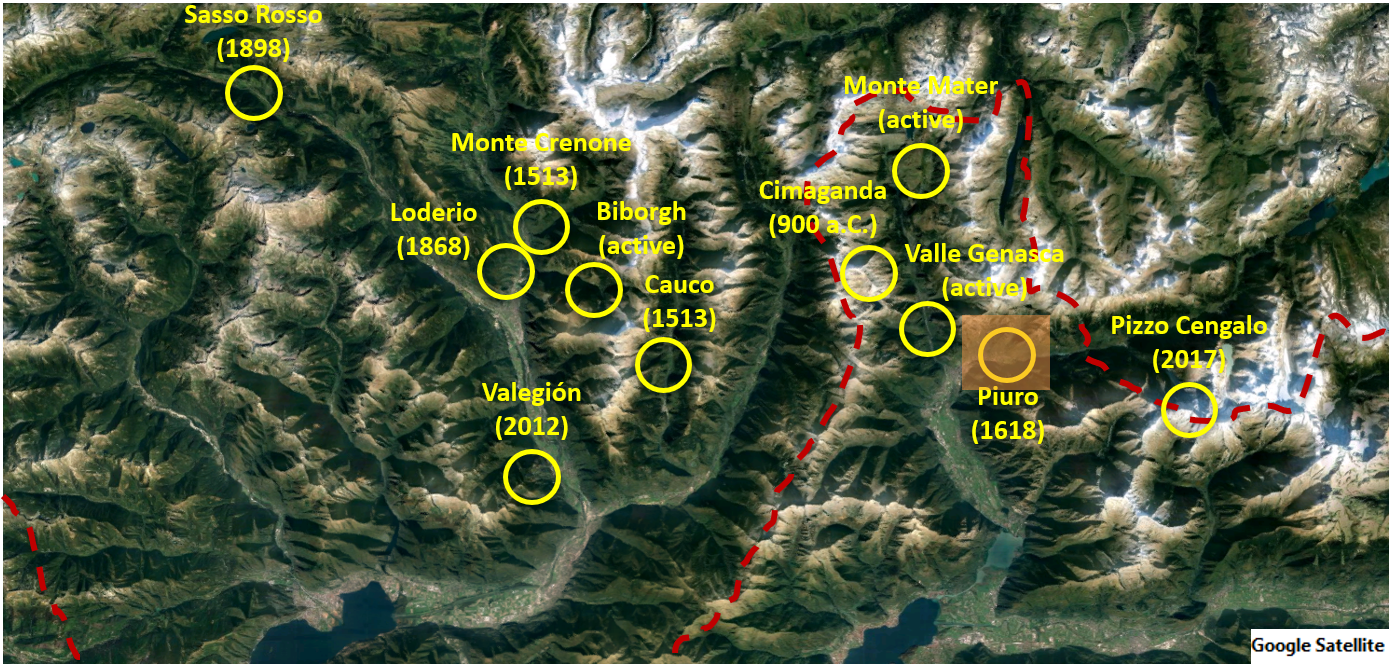 Sasso Rosso
(1898)
Monte Mater
(active)
Monte Crenone
(1513)
Cimaganda
(900 a.C.)
Loderio
(1868)
Biborgh
(active)
Valle Genasca
(active)
Cauco
(1513)
Pizzo Cengalo
(2017)
Valegión
(2012)
Piuro
(1618)
Google Satellite